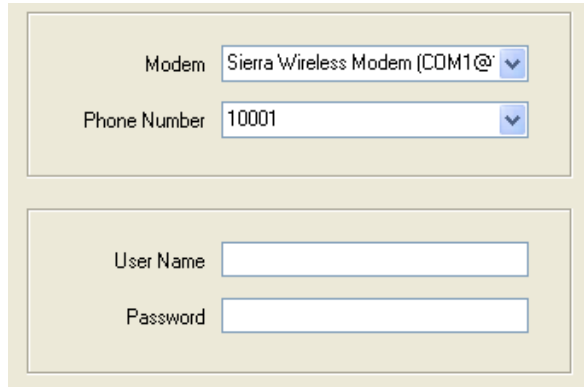 Modem Sierra Wireless Modem (COM1@
Phone Number 10001
User Name
Password